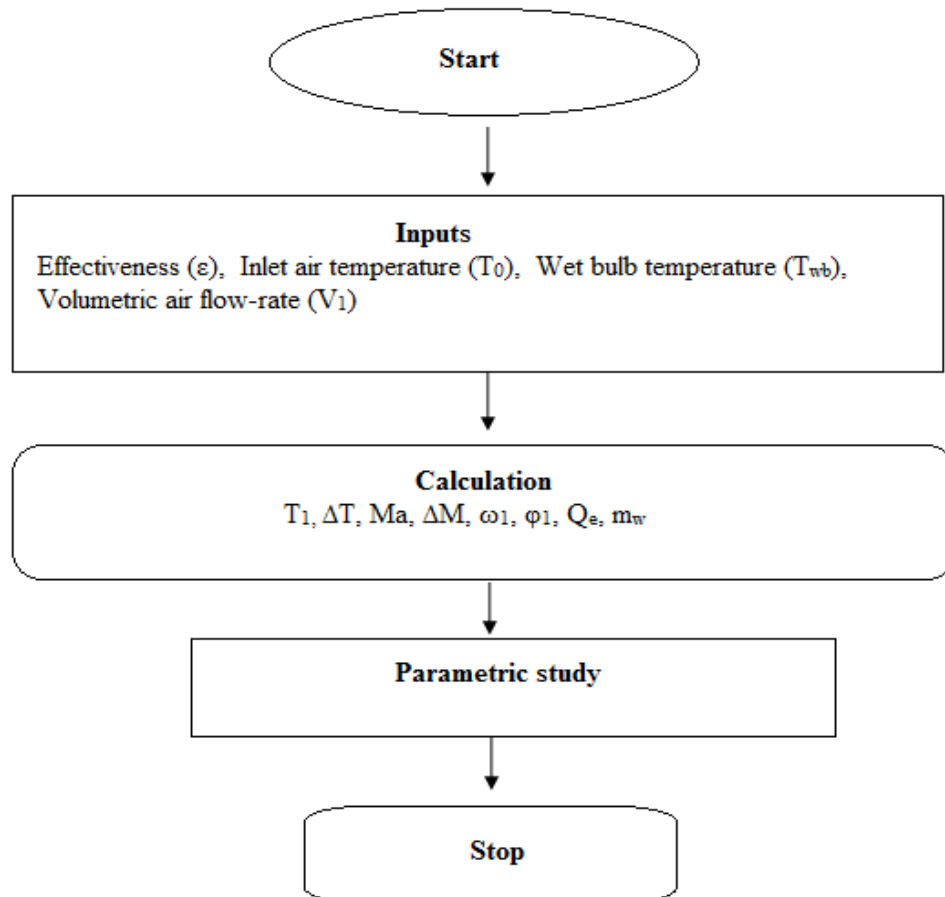 Start
Inputs
Effectiveness (ε), Inlet air temperature (T₀), Wet bulb temperature (Twb),
Volumetric air flow-rate (V₁)
Calculation
T₁, ΔT, Ma, ΔM, ω₁, φ₁, Qₑ, mw
Parametric study
Stop